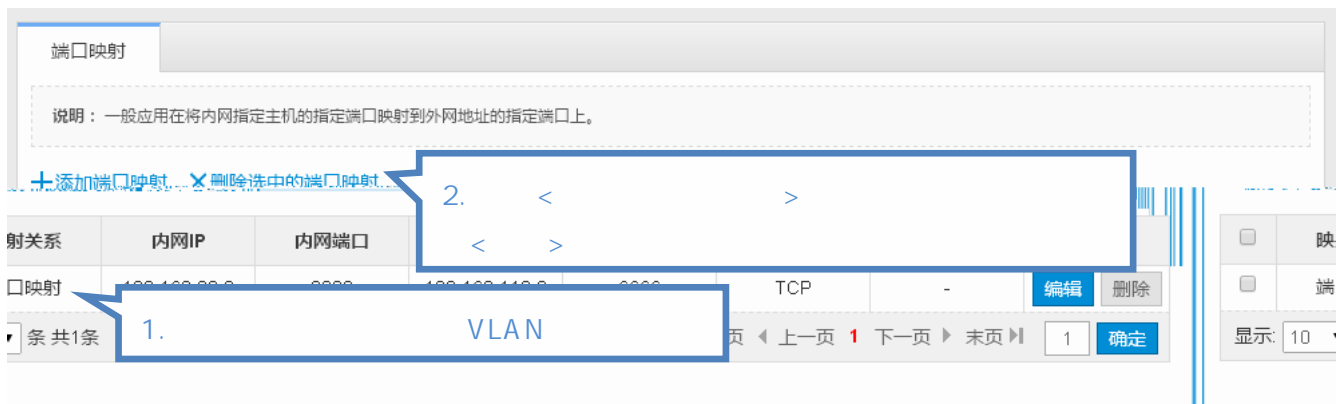 端口映射
说明： 一般应用在将内网指定主机的指定端口映射到外网地址的指定端口上。
添加端口映射 删除选中的端口映射
2. < >
< >
射关系 内网IP 内网端口
映
口映射 TCP - 编辑 删除
端
1. VLAN
条 共1条 页 上一页 1 下一页 末页 1 确定
显示: 10